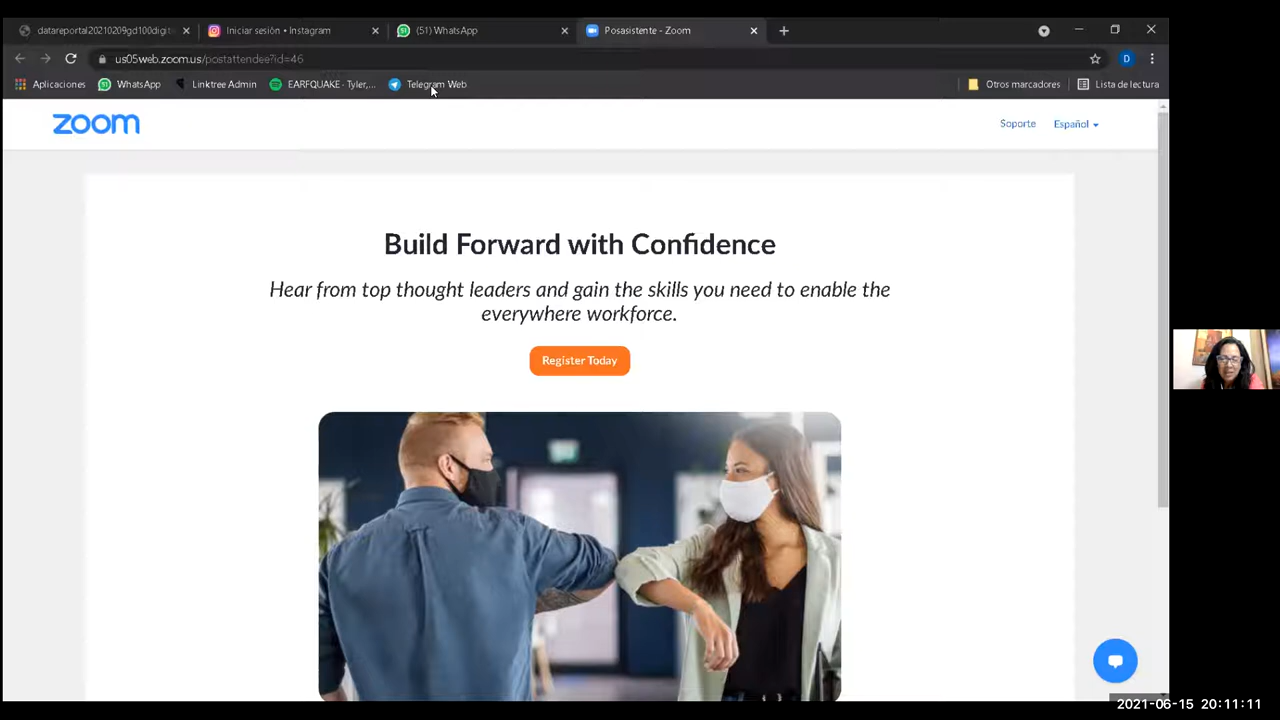 datareportal20210209gd100digit
Iniciar sesión • Instagram
(51) WhatsApp
Posasistente - Zoom
us05web.zoom.us/postattendee?id=46
D
Aplicaciones
WhatsApp
Linktree Admin
EARFQUAKE - Tyler,...
Telegram Web
Otros marcadores
Lista de lectura
zoom
Soporte
Español
Build Forward with Confidence
Hear from top thought leaders and gain the skills you need to enable the
everywhere workforce.
Register Today
2021-06-15 20:11:11